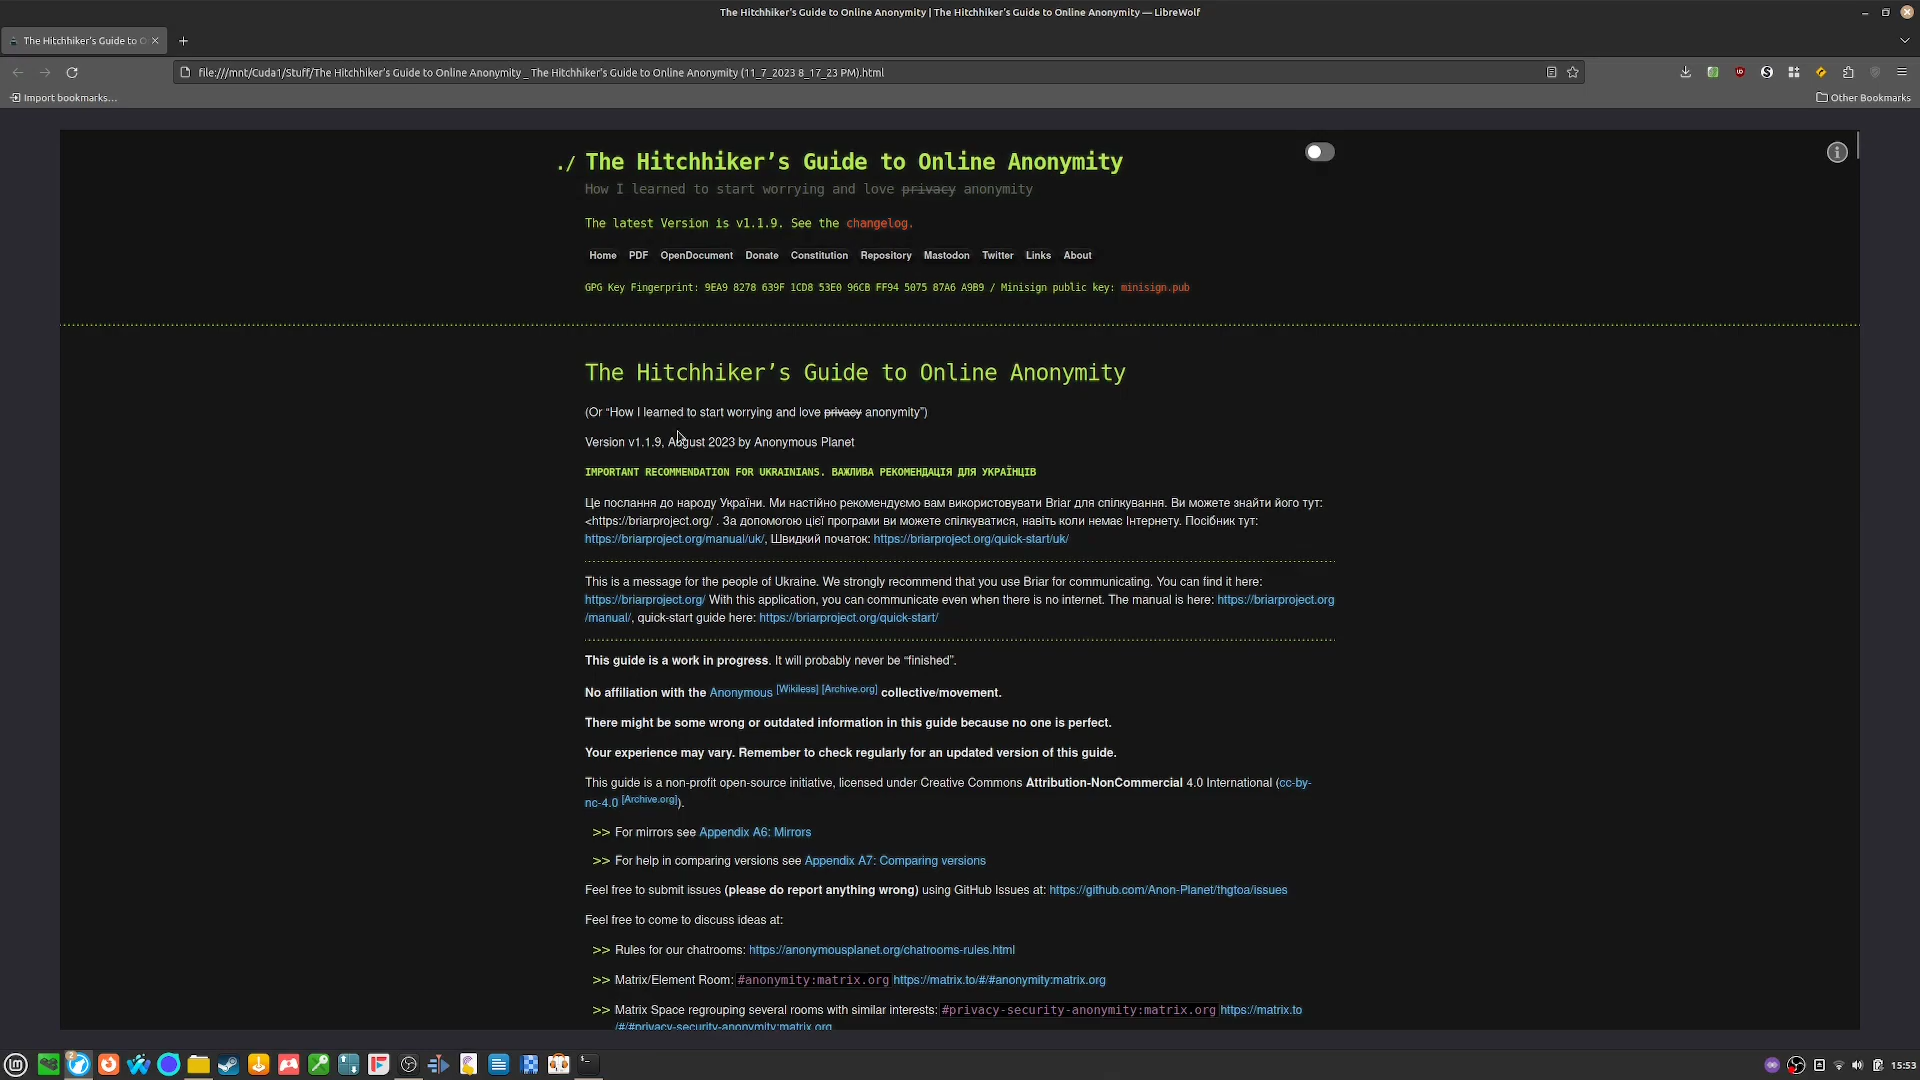 The Hitchhiker's Guide to Online Anonymity | The Hitchhiker's Guide to Online Anonymity — LibreWolf
The Hitchhiker's Guide to O
file:///mnt/Cuda1/Stuff/The Hitchhiker's Guide to Online Anonymity _ The Hitchhiker's Guide to Online Anonymity (11_7_2023 8_17_23 PM).html
Import bookmarks...
Other Bookmarks
./ The Hitchhiker’s Guide to Online Anonymity
How I learned to start worrying and love privacy anonymity
The latest Version is v1.1.9. See the changelog.
Home PDF OpenDocument Donate Constitution Repository Mastodon Twitter Links About
GPG Key Fingerprint: 9EA9 8278 639F 1CD8 53E0 96CB FF94 5075 87A6 A9B9 / Minisign public key: minisign.pub
The Hitchhiker’s Guide to Online Anonymity
(Or “How I learned to start worrying and love privacy anonymity”)
Version v1.1.9, August 2023 by Anonymous Planet
IMPORTANT RECOMMENDATION FOR UKRAINIANS. ВАЖЛИВА РЕКОМЕНДАЦІЯ ДЛЯ УКРАЇНЦІВ
Це послання до народу України. Ми настійно рекомендуємо вам використовувати Briar для спілкування. Ви можете знайти його тут:
<https://briarproject.org/ . За допомогою цієї програми ви можете спілкуватися, навіть коли немає Інтернету. Посібник тут:
https://briarproject.org/manual/uk/, Швидкий початок: https://briarproject.org/quick-start/uk/
This is a message for the people of Ukraine. We strongly recommend that you use Briar for communicating. You can find it here:
https://briarproject.org/ With this application, you can communicate even when there is no internet. The manual is here: https://briarproject.org
/manual/, quick-start guide here: https://briarproject.org/quick-start/
This guide is a work in progress. It will probably never be “finished”.
No affiliation with the Anonymous [Wikiless] [Archive.org] collective/movement.
There might be some wrong or outdated information in this guide because no one is perfect.
Your experience may vary. Remember to check regularly for an updated version of this guide.
This guide is a non-profit open-source initiative, licensed under Creative Commons Attribution-NonCommercial 4.0 International (cc-by-
nc-4.0 [Archive.org]).
>> For mirrors see Appendix A6: Mirrors
>> For help in comparing versions see Appendix A7: Comparing versions
Feel free to submit issues (please do report anything wrong) using GitHub Issues at: https://github.com/Anon-Planet/thgtoa/issues
Feel free to come to discuss ideas at:
>> Rules for our chatrooms: https://anonymousplanet.org/chatrooms-rules.html
>> Matrix/Element Room: #anonymity:matrix.org https://matrix.to/#/#anonymity:matrix.org
>> Matrix Space regrouping several rooms with similar interests: #privacy-security-anonymity:matrix.org https://matrix.to
/#/#privacy-security-anonymity:matrix.org
2
15:53